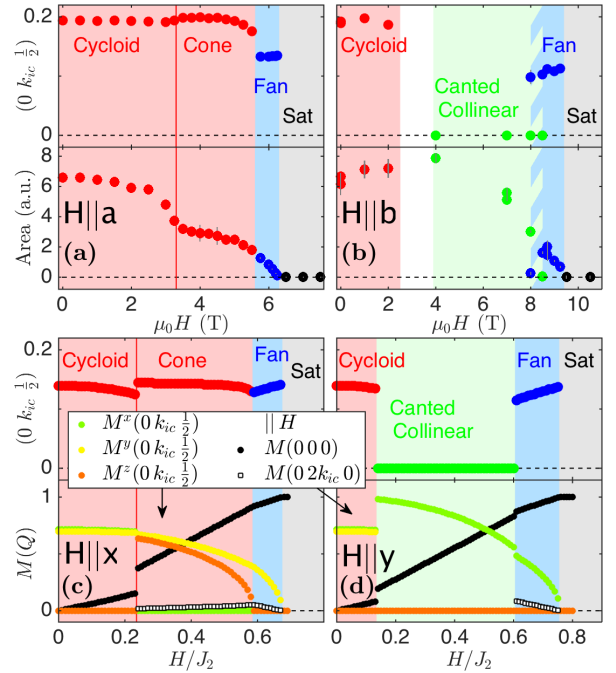 0.2
(0 k_ic 1/2)
0
Cycloid
Cone
Fan
Sat
8
6
4
2
0
Area (a.u.)
H||a
(a)
0 2 4 6
μ₀H (T)
Cycloid
Canted
Collinear
Fan
Sat
H||b
(b)
0 2 4 6 8 10
μ₀H (T)
0.2
(0 k_ic 1/2)
0
Cycloid
Cone
Fan
Sat
M^x(0 k_ic 1/2)
M^y(0 k_ic 1/2)
M^z(0 k_ic 1/2)
|| H
M(0 0 0)
M(0 2k_ic 0)
1
M(Q)
0
H||x
(c)
0 0.2 0.4 0.6 0.8
H/J₂
Cycloid
Canted
Collinear
Fan
Sat
H||y
(d)
0 0.2 0.4 0.6 0.8
H/J₂